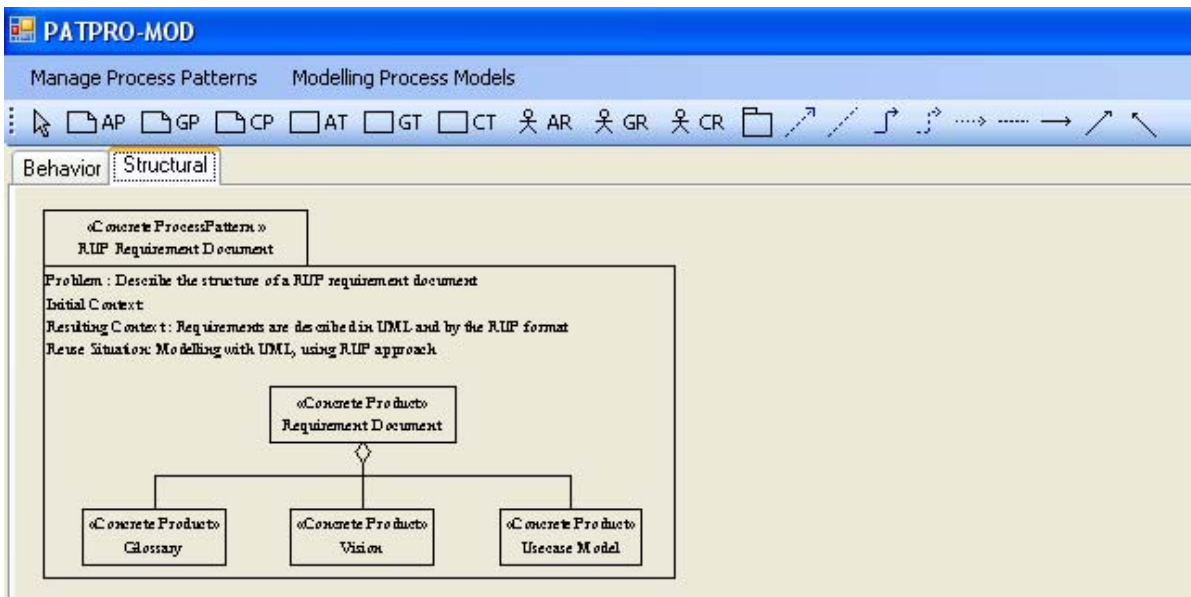 PATPRO-MOD
Manage Process Patterns Modelling Process Models
AP GP CP AT GT CT AR GR CR
Behavior Structural
«Concrete ProcessPattern »
RUP Requirement Document
Problem : Describe the structure of a RUP requirement document
Initial Context:
Resulting Context : Requirements are described in UML and by the RUP format
Reuse Situation: Modelling with UML, using RUP approach
«Concrete Product»
Requirement Document
«Concrete Product» «Concrete Product» «Concrete Product»
Glossary Vision Usecase Model